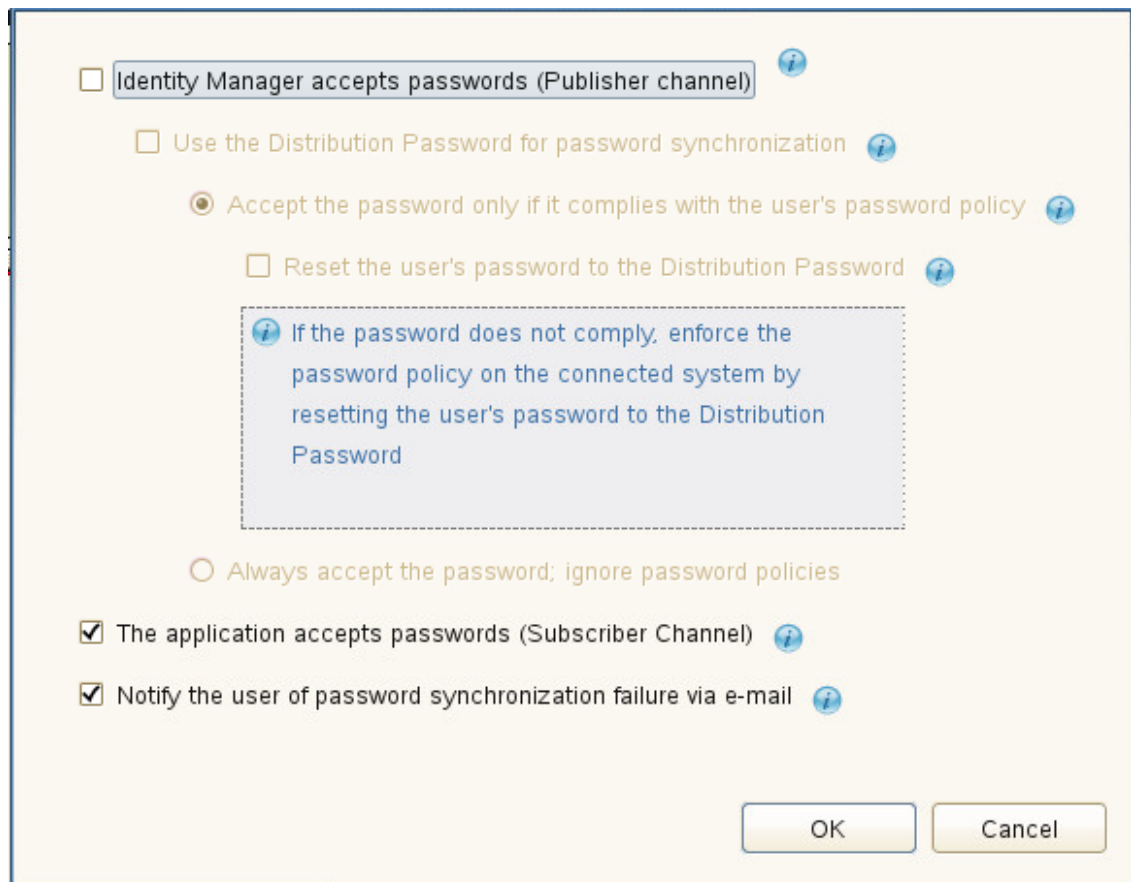 Identity Manager accepts passwords (Publisher channel)
Use the Distribution Password for password synchronization
Accept the password only if it complies with the user's password policy
Reset the user's password to the Distribution Password
If the password does not comply, enforce the
password policy on the connected system by
resetting the user's password to the Distribution
Password
Always accept the password; ignore password policies
The application accepts passwords (Subscriber Channel)
Notify the user of password synchronization failure via e-mail
OK
Cancel